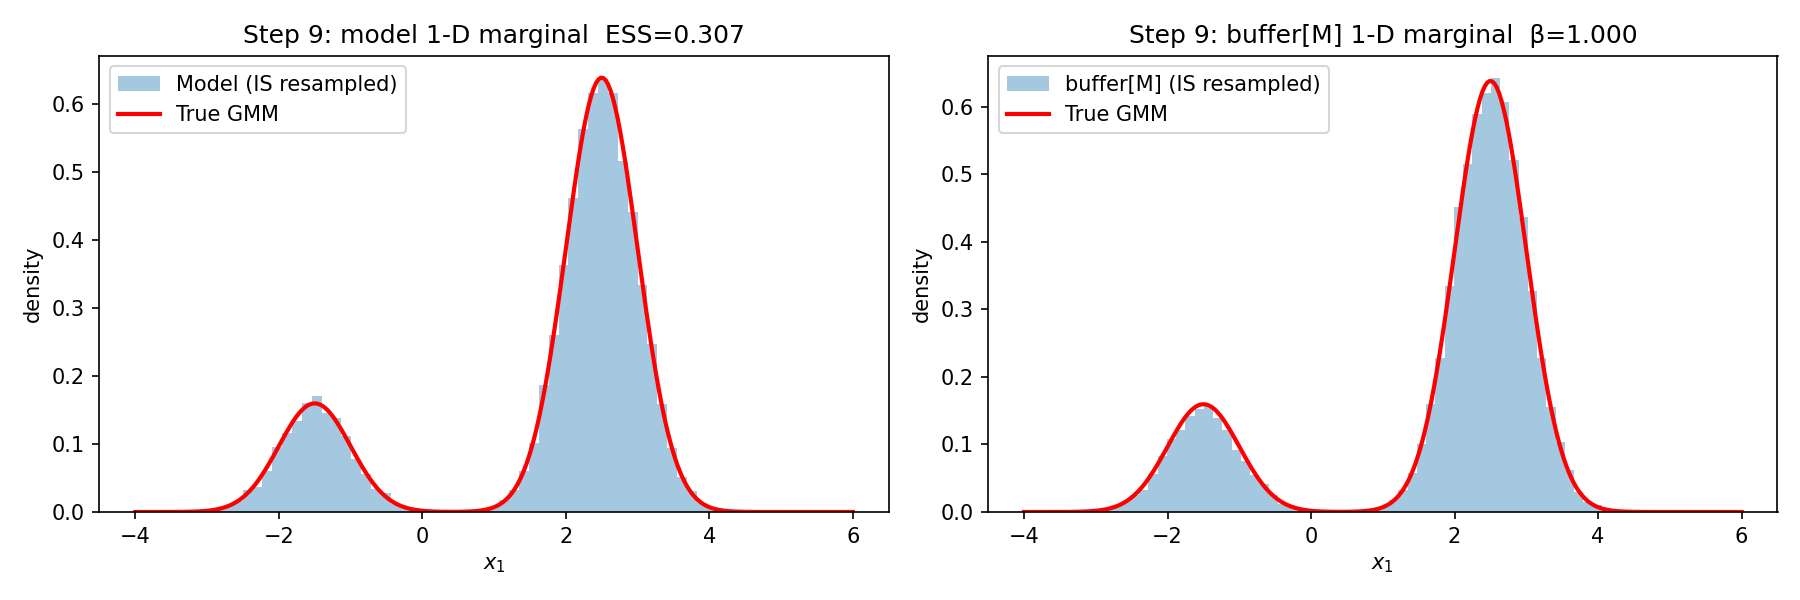 Step 9: model 1-D marginal  ESS=0.307
Model (IS resampled)
True GMM
density
0.6
0.5
0.4
0.3
0.2
0.1
0.0
−4
−2
0
2
4
6
x₁
Step 9: buffer[M] 1-D marginal  β=1.000
buffer[M] (IS resampled)
True GMM
density
0.6
0.5
0.4
0.3
0.2
0.1
0.0
−4
−2
0
2
4
6
x₁